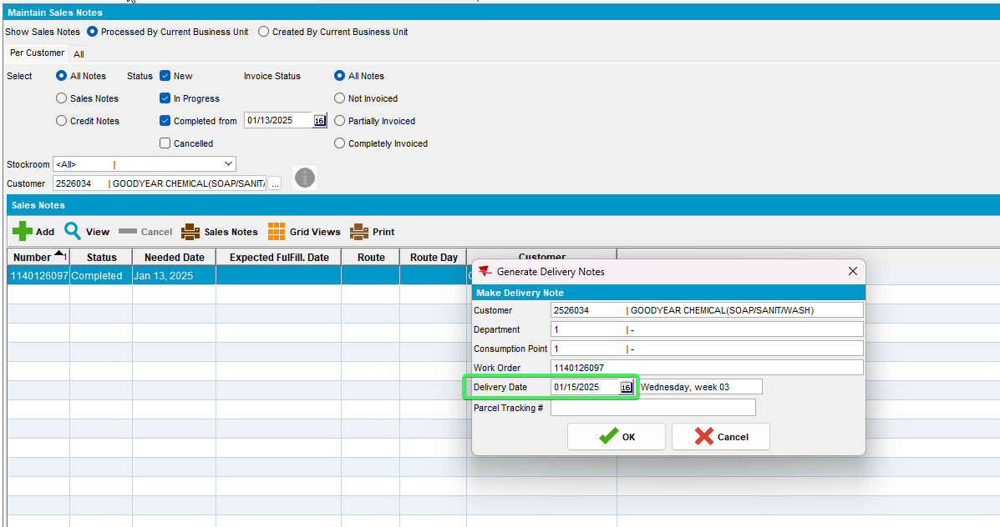 Maintain Sales Notes
Show Sales Notes Processed By Current Business Unit Created By Current Business Unit
Per Customer All
Select All Notes Status New Invoice Status All Notes
Sales Notes In Progress Not Invoiced
Credit Notes Completed from 01/13/2025 16 Partially Invoiced
Cancelled Completely Invoiced
Stockroom <All> |
Customer 2526034 | GOODYEAR CHEMICAL(SOAP/SANIT/ ...
Sales Notes
Add View Cancel Sales Notes Grid Views Print
Number 1 Status Needed Date Expected FulFill. Date Route Route Day Customer
1140126097 Completed Jan 13, 2025
Generate Delivery Notes
Make Delivery Note
Customer 2526034 | GOODYEAR CHEMICAL(SOAP/SANIT/WASH)
Department 1 | -
Consumption Point 1 | -
Work Order 1140126097
Delivery Date 01/15/2025 16 Wednesday, week 03
Parcel Tracking #
OK Cancel